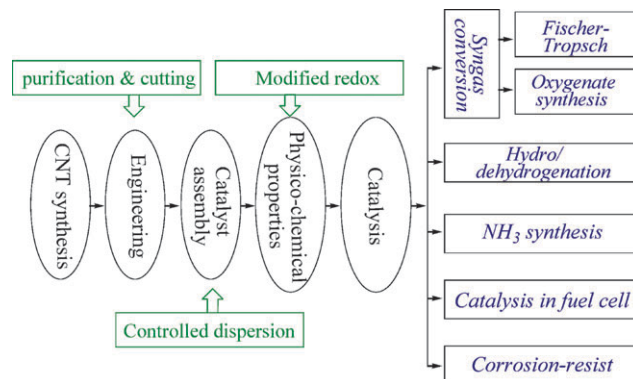 purification & cutting
Modified redox
CNT synthesis
Engineering
Catalyst
assembly
Physico-chemical
properties
Catalysis
Controlled dispersion
Syngas
conversion
Fischer-
Tropsch
Oxygenate synthesis
Hydro/
dehydrogenation
NH₃ synthesis
Catalysis in fuel cell
Corrosion-resist